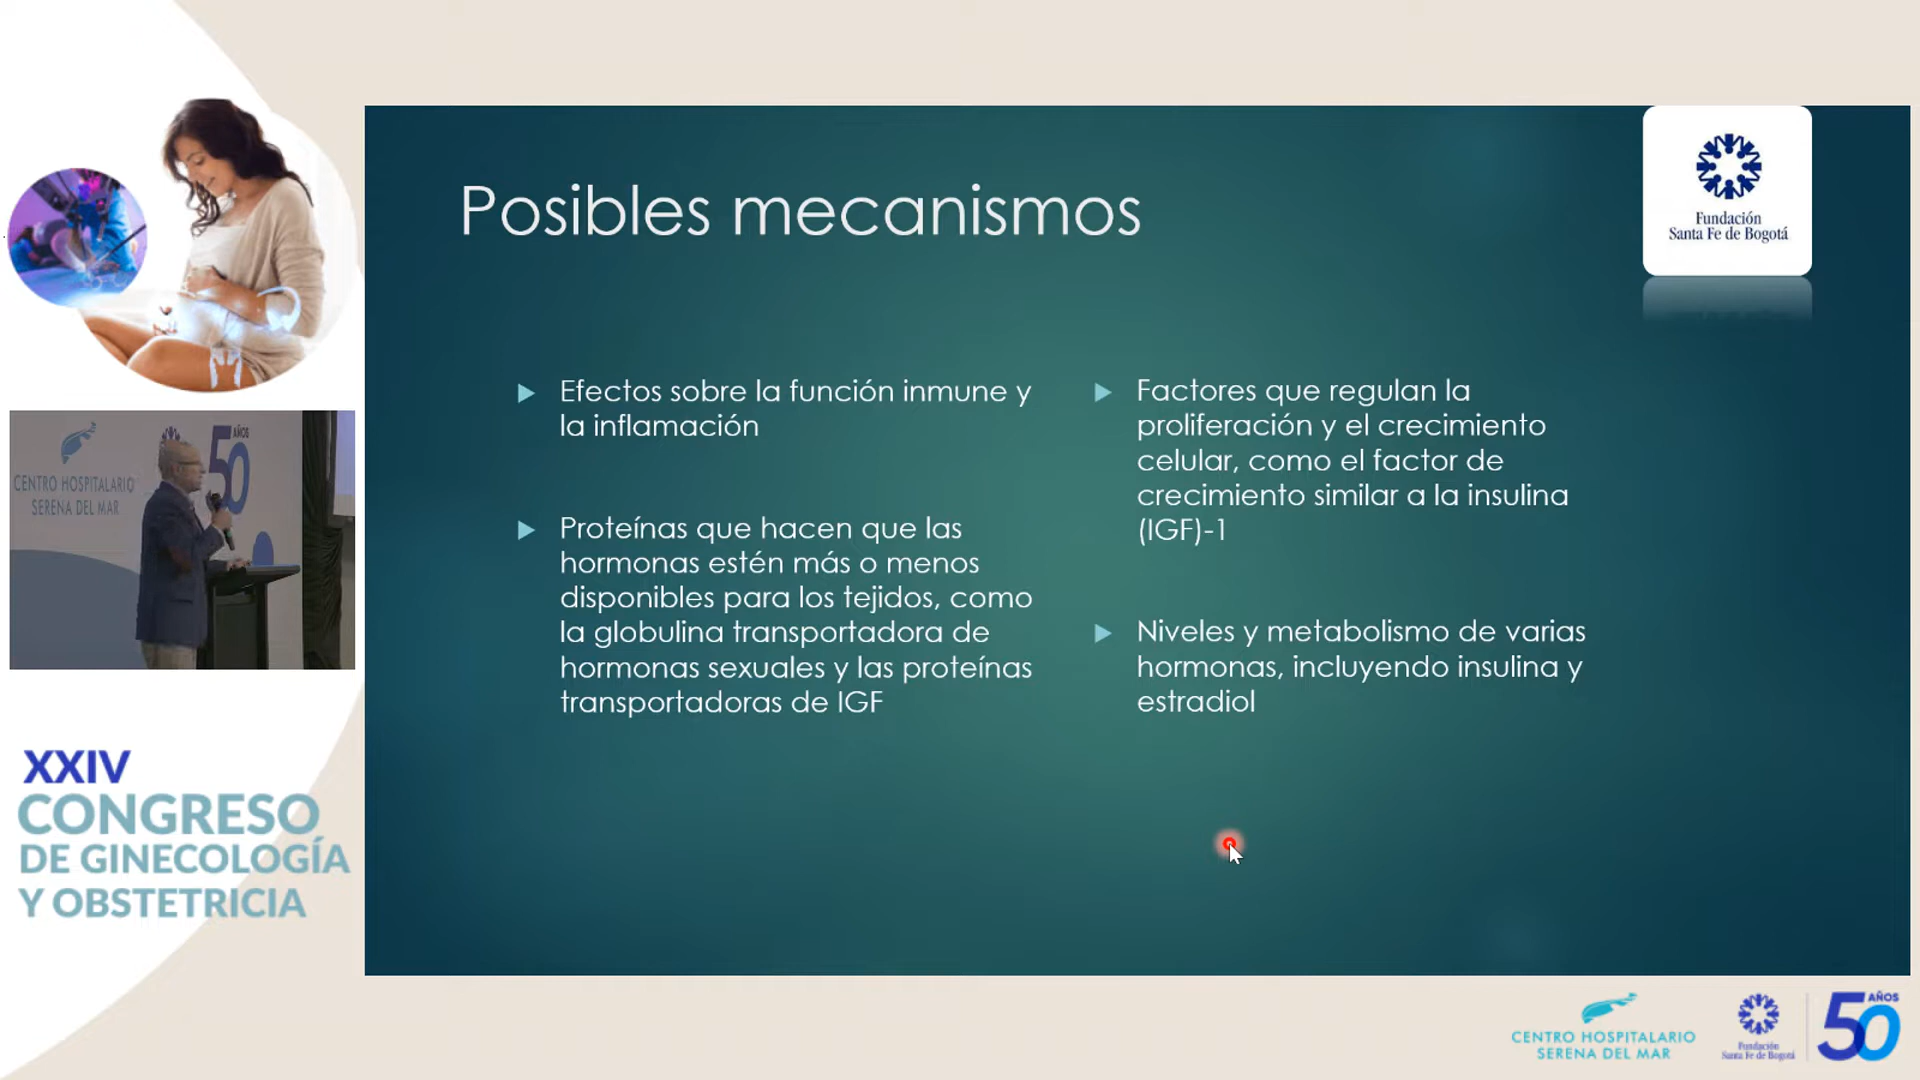 Posibles mecanismos
Fundación
Santa Fe de Bogotá
Efectos sobre la función inmune y
la inflamación
Proteínas que hacen que las
hormonas estén más o menos
disponibles para los tejidos, como
la globulina transportadora de
hormonas sexuales y las proteínas
transportadoras de IGF
Factores que regulan la
proliferación y el crecimiento
celular, como el factor de
crecimiento similar a la insulina
(IGF)-1
Niveles y metabolismo de varias
hormonas, incluyendo insulina y
estradiol
CENTRO HOSPITALARIO
SERENA DEL MAR
50
AÑOS
XXIV
CONGRESO
DE GINECOLOGÍA
Y OBSTETRICIA
CENTRO HOSPITALARIO
SERENA DEL MAR
Fundación
Santa Fe de Bogotá
50
AÑOS